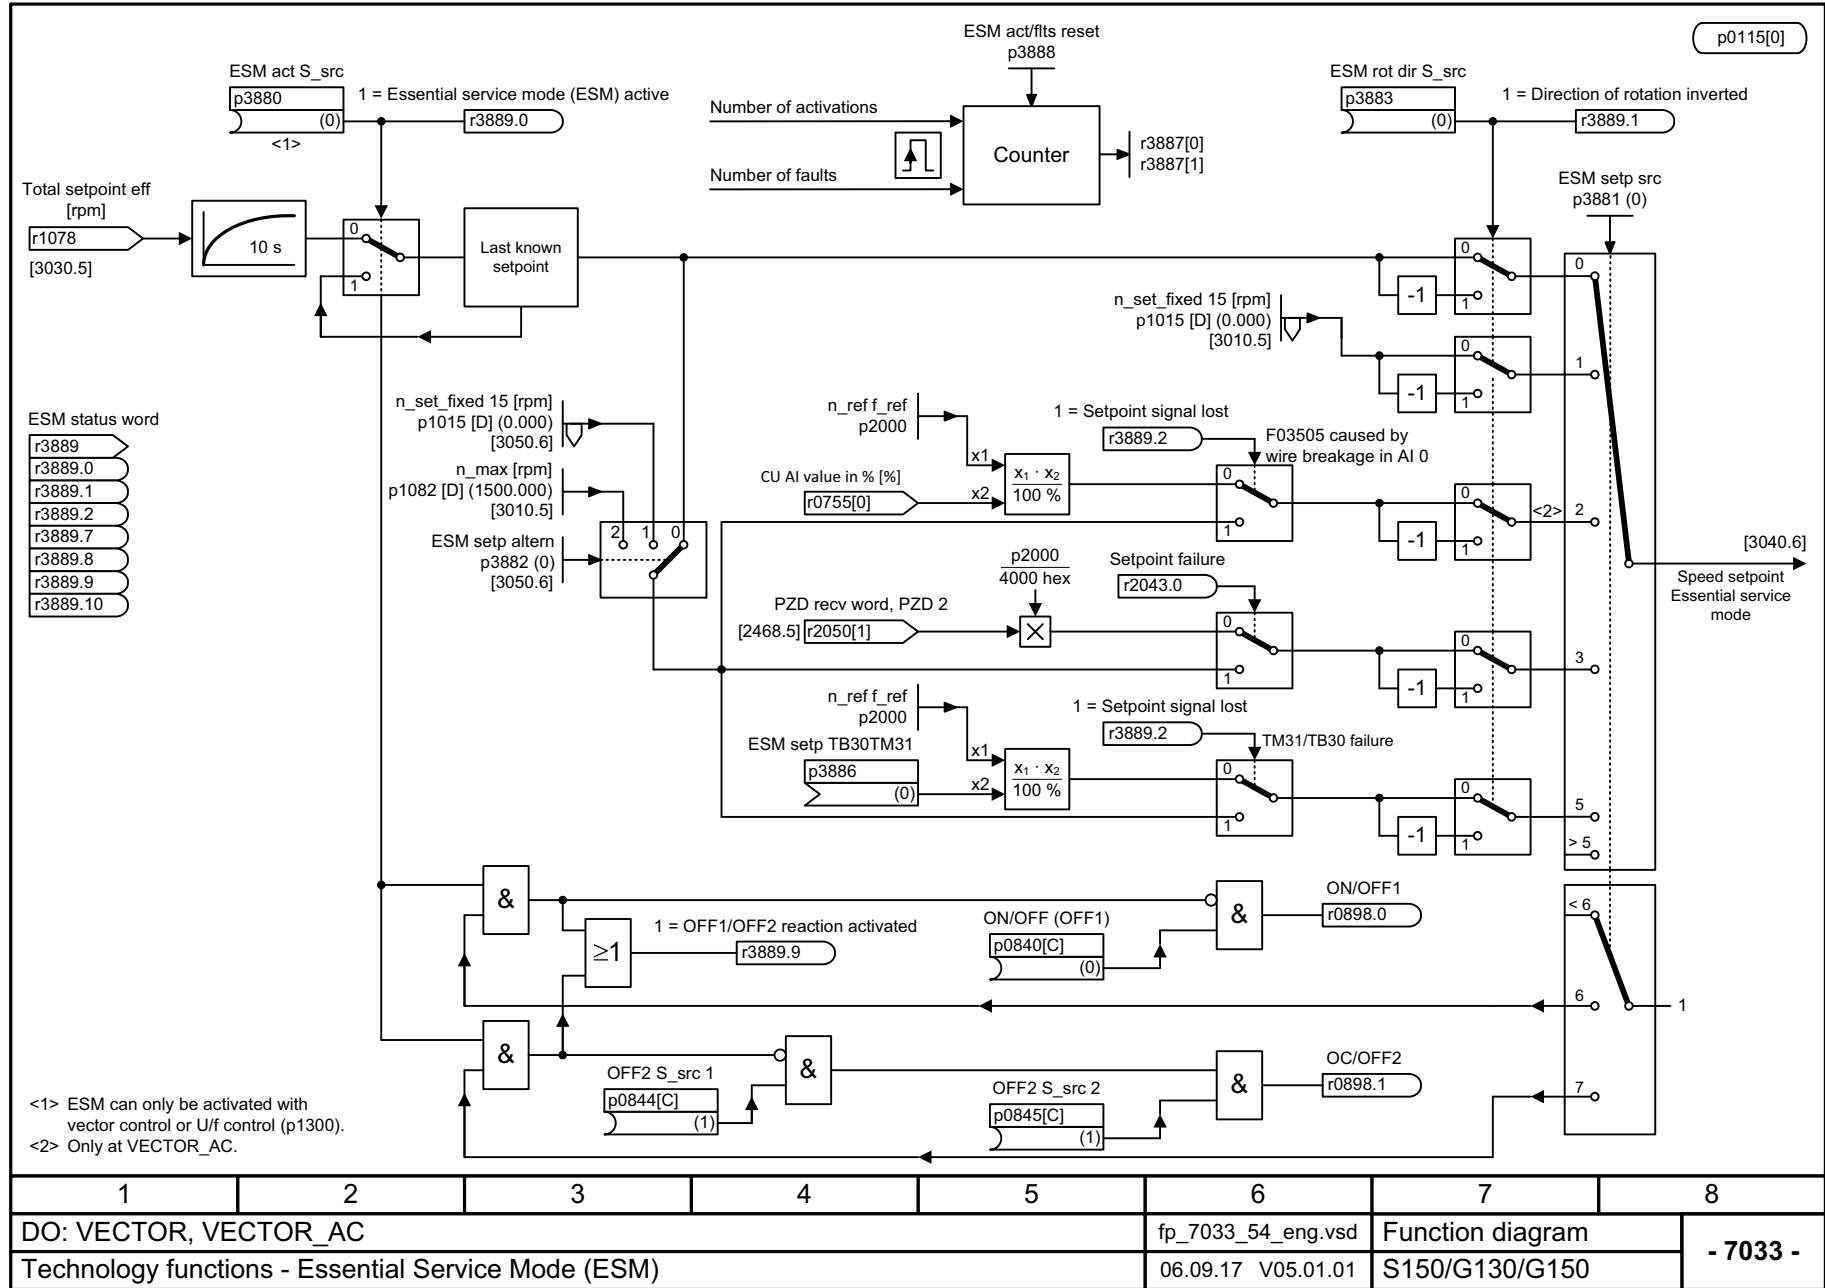 p0115[0]
ESM act/flts reset
p3888
ESM act S_src
p3880
(0)
<1>
1 = Essential service mode (ESM) active
r3889.0
Number of activations
Number of faults
Counter
r3887[0]
r3887[1]
ESM rot dir S_src
p3883
(0)
1 = Direction of rotation inverted
r3889.1
ESM setp src
p3881 (0)
Total setpoint eff
[rpm]
r1078
[3030.5]
10 s
0
1
Last known
setpoint
-1
0
1
0
n_set_fixed 15 [rpm]
p1015 [D] (0.000)
[3010.5]
-1
0
1
1
ESM status word
r3889
r3889.0
r3889.1
r3889.2
r3889.7
r3889.8
r3889.9
r3889.10
n_set_fixed 15 [rpm]
p1015 [D] (0.000)
[3050.6]
n_max [rpm]
p1082 [D] (1500.000)
[3010.5]
ESM setp altern
p3882 (0)
[3050.6]
2
1
0
n_ref f_ref
p2000
x1
CU AI value in % [%]
r0755[0]
x2
x1 · x2
100 %
1 = Setpoint signal lost
r3889.2
F03505 caused by
wire breakage in AI 0
0
1
-1
0
1
<2>
2
p2000
4000 hex
PZD recv word, PZD 2
[2468.5]
r2050[1]
Setpoint failure
r2043.0
0
1
-1
0
1
3
[3040.6]
Speed setpoint
Essential service
mode
n_ref f_ref
p2000
x1
ESM setp TB30TM31
p3886
(0)
x2
x1 · x2
100 %
1 = Setpoint signal lost
r3889.2
TM31/TB30 failure
0
1
-1
0
1
5
> 5
&
≥1
1 = OFF1/OFF2 reaction activated
r3889.9
ON/OFF (OFF1)
p0840[C]
(0)
&
ON/OFF1
r0898.0
< 6
6
1
&
OFF2 S_src 1
p0844[C]
(1)
&
OFF2 S_src 2
p0845[C]
(1)
&
OC/OFF2
r0898.1
7
<1> ESM can only be activated with
vector control or U/f control (p1300).
<2> Only at VECTOR_AC.
1 2 3 4 5 6 7 8
DO: VECTOR, VECTOR_AC
fp_7033_54_eng.vsd
Function diagram
- 7033 -
Technology functions - Essential Service Mode (ESM)
06.09.17 V05.01.01
S150/G130/G150